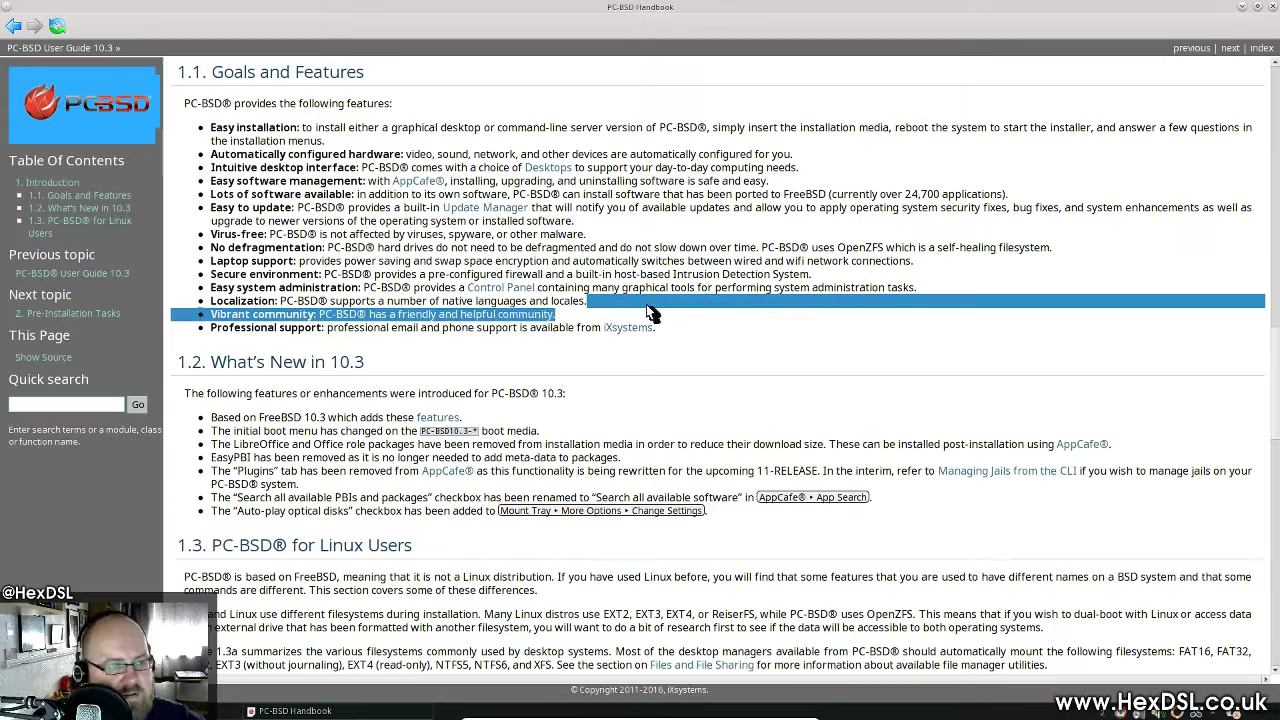 PC-BSD Handbook
PC-BSD User Guide 10.3 »
previous | next | index
PCBSD
Table Of Contents
1. Introduction
1.1. Goals and Features
1.2. What's New in 10.3
1.3. PC-BSD® for Linux
Users
Previous topic
PC-BSD® User Guide 10.3
Next topic
2. Pre-Installation Tasks
This Page
Show Source
Quick search
Go
Enter search terms or a module, class
or function name.
1.1. Goals and Features
PC-BSD® provides the following features:
Easy installation: to install either a graphical desktop or command-line server version of PC-BSD®, simply insert the installation media, reboot the system to start the installer, and answer a few questions in
the installation menus.
Automatically configured hardware: video, sound, network, and other devices are automatically configured for you.
Intuitive desktop interface: PC-BSD® comes with a choice of Desktops to support your day-to-day computing needs.
Easy software management: with AppCafe®, installing, upgrading, and uninstalling software is safe and easy.
Lots of software available: in addition to its own software, PC-BSD® can install software that has been ported to FreeBSD (currently over 24,700 applications).
Easy to update: PC-BSD® provides a built-in Update Manager that will notify you of available updates and allow you to apply operating system security fixes, bug fixes, and system enhancements as well as
upgrade to newer versions of the operating system or installed software.
Virus-free: PC-BSD® is not affected by viruses, spyware, or other malware.
No defragmentation: PC-BSD® hard drives do not need to be defragmented and do not slow down over time. PC-BSD® uses OpenZFS which is a self-healing filesystem.
Laptop support: provides power saving and swap space encryption and automatically switches between wired and wifi network connections.
Secure environment: PC-BSD® provides a pre-configured firewall and a built-in host-based Intrusion Detection System.
Easy system administration: PC-BSD® provides a Control Panel containing many graphical tools for performing system administration tasks.
Localization: PC-BSD® supports a number of native languages and locales.
Vibrant community: PC-BSD® has a friendly and helpful community.
Professional support: professional email and phone support is available from iXsystems.
1.2. What's New in 10.3
The following features or enhancements were introduced for PC-BSD® 10.3:
Based on FreeBSD 10.3 which adds these features.
The initial boot menu has changed on the PC-BSD10.3-* boot media.
The LibreOffice and Office role packages have been removed from installation media in order to reduce their download size. These can be installed post-installation using AppCafe®.
EasyPBI has been removed as it is no longer needed to add meta-data to packages.
The "Plugins" tab has been removed from AppCafe® as this functionality is being rewritten for the upcoming 11-RELEASE. In the interim, refer to Managing Jails from the CLI if you wish to manage jails on your
PC-BSD® system.
The "Search all available PBIs and packages" checkbox has been renamed to "Search all available software" in AppCafe® ‣ App Search.
The "Auto-play optical disks" checkbox has been added to Mount Tray ‣ More Options ‣ Change Settings.
1.3. PC-BSD® for Linux Users
PC-BSD® is based on FreeBSD, meaning that it is not a Linux distribution. If you have used Linux before, you will find that some features that you are used to have different names on a BSD system and that some
commands are different. This section covers some of these differences.
and Linux use different filesystems during installation. Many Linux distros use EXT2, EXT3, EXT4, or ReiserFS, while PC-BSD® uses OpenZFS. This means that if you wish to dual-boot with Linux or access data
external drive that has been formatted with another filesystem, you will want to do a bit of research first to see if the data will be accessible to both operating systems.
1.3a summarizes the various filesystems commonly used by desktop systems. Most of the desktop managers available from PC-BSD® should automatically mount the following filesystems: FAT16, FAT32,
EXT3 (without journaling), EXT4 (read-only), NTFS5, NTFS6, and XFS. See the section on Files and File Sharing for more information about available file manager utilities.
© Copyright 2011-2016, iXsystems.
@HexDSL
PC-BSD Handbook
www.HexDSL.co.uk